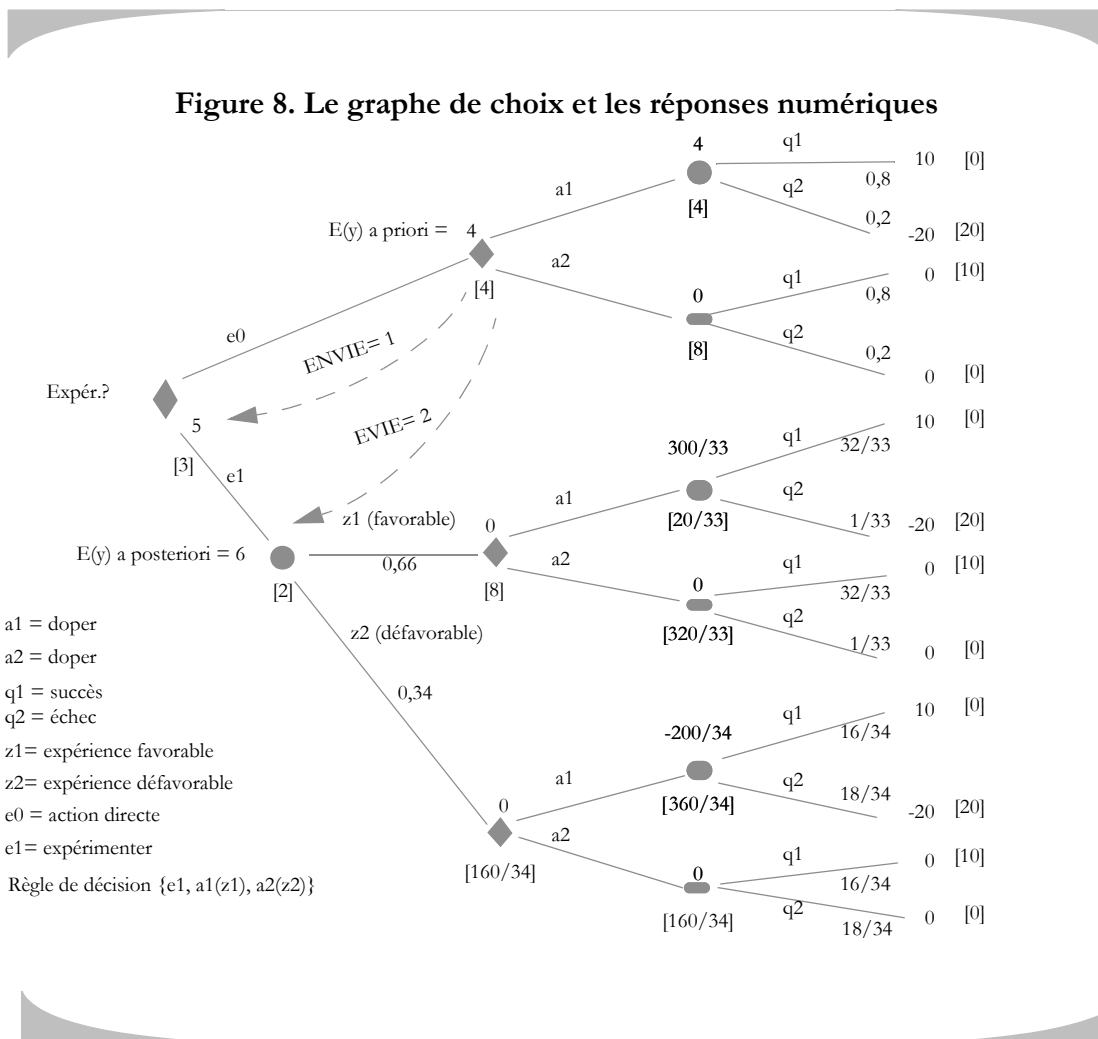 Figure 8. Le graphe de choix et les réponses numériques
4
q1
10 [0]
a1
0,8
q2
[4]
0,2
-20 [20]
E(y) a priori = 4
a2
q1
0 [10]
[4]
0
0,8
q2
[8]
0,2
0 [0]
e0
ENVIE= 1
Expér.?
5
EVIE= 2
[3]
e1
300/33
q1
10 [0]
32/33
a1
q2
z1 (favorable)
0
[20/33]
1/33
-20 [20]
E(y) a posteriori = 6
0,66
a2
q1
0 [10]
[2]
[8]
0
32/33
q2
[320/33]
1/33
0 [0]
z2 (défavorable)
a1 = doper
a2 = doper
q1 = succès
q2 = échec
z1= expérience favorable
z2= expérience défavorable
e0 = action directe
e1= expérimenter
Règle de décision {e1, a1(z1), a2(z2)}
0,34
-200/34
q1
10 [0]
16/34
a1
q2
0
[360/34]
18/34
-20 [20]
a2
q1
0 [10]
[160/34]
0
16/34
q2
[160/34]
18/34
0 [0]